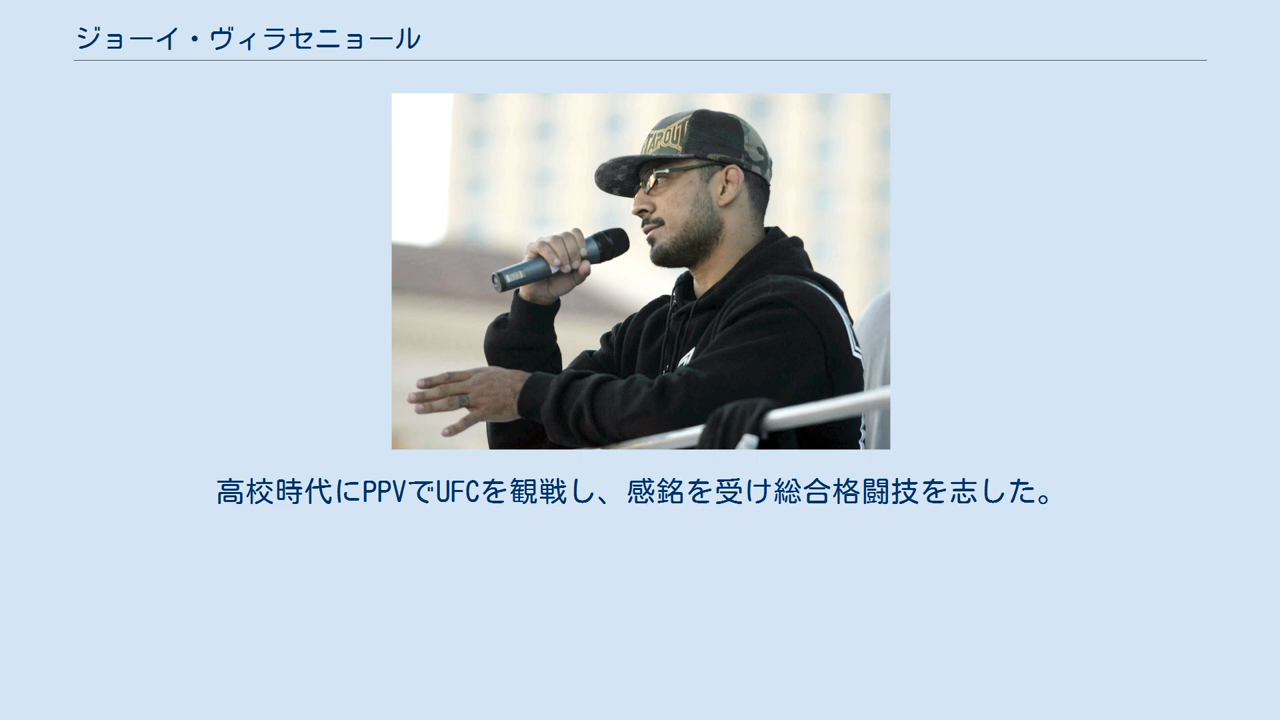 ジョーイ・ヴィラセニョール
TAPOUT
高校時代にPPVでUFCを観戦し、感銘を受け総合格闘技を志した。